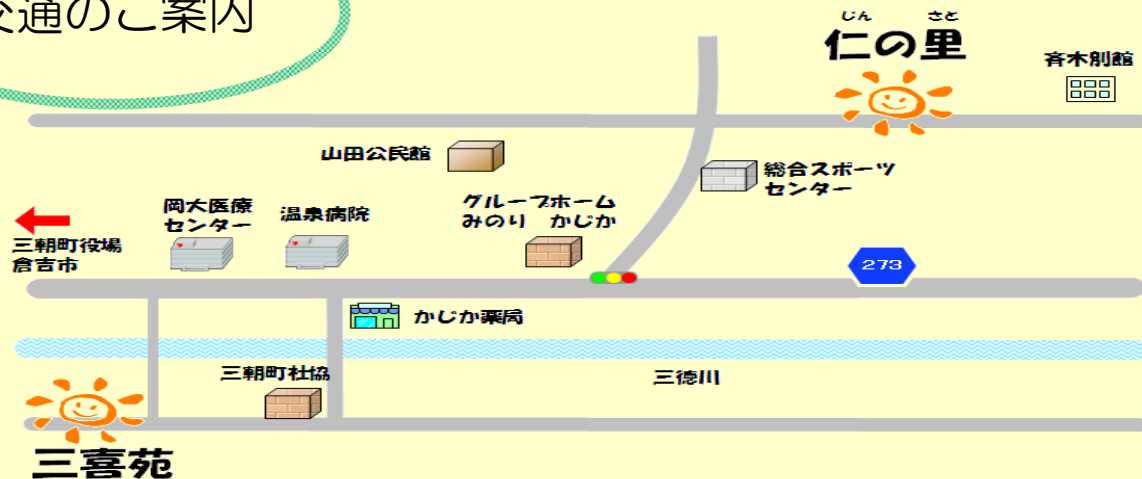 交通のご案内
じん さと
仁の里
斉木別館
山田公民館
総合スポーツ
センター
岡大医療
センター
温泉病院
グループホーム
みのり かじか
三朝町役場
倉吉市
273
かじか薬局
三朝町社協
三徳川
三喜苑